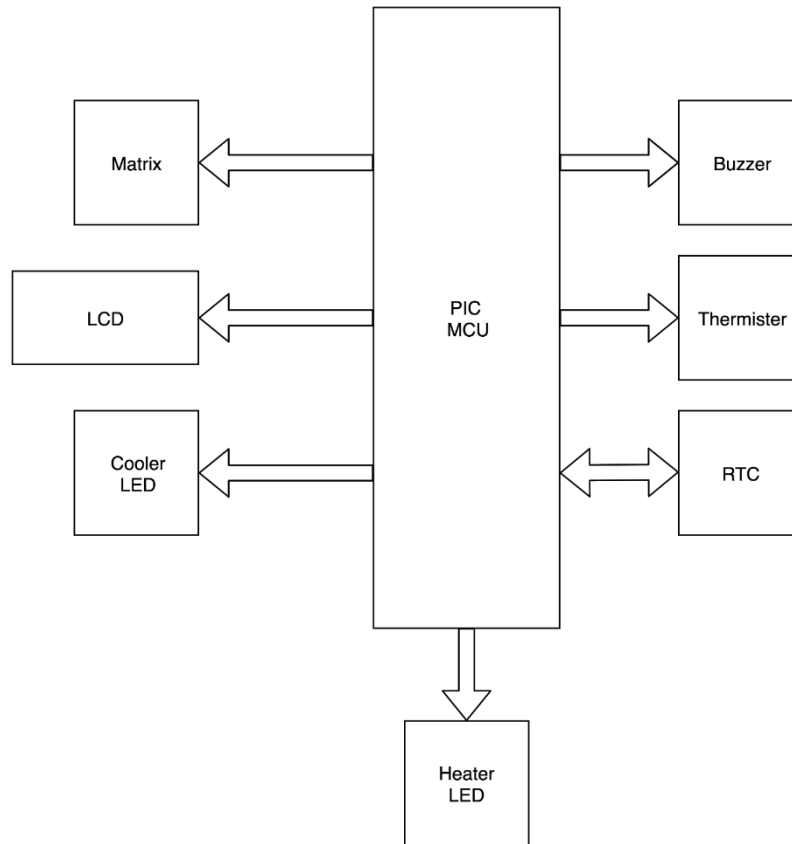 Matrix
Buzzer
LCD
PIC
MCU
Thermister
Cooler
LED
RTC
Heater
LED